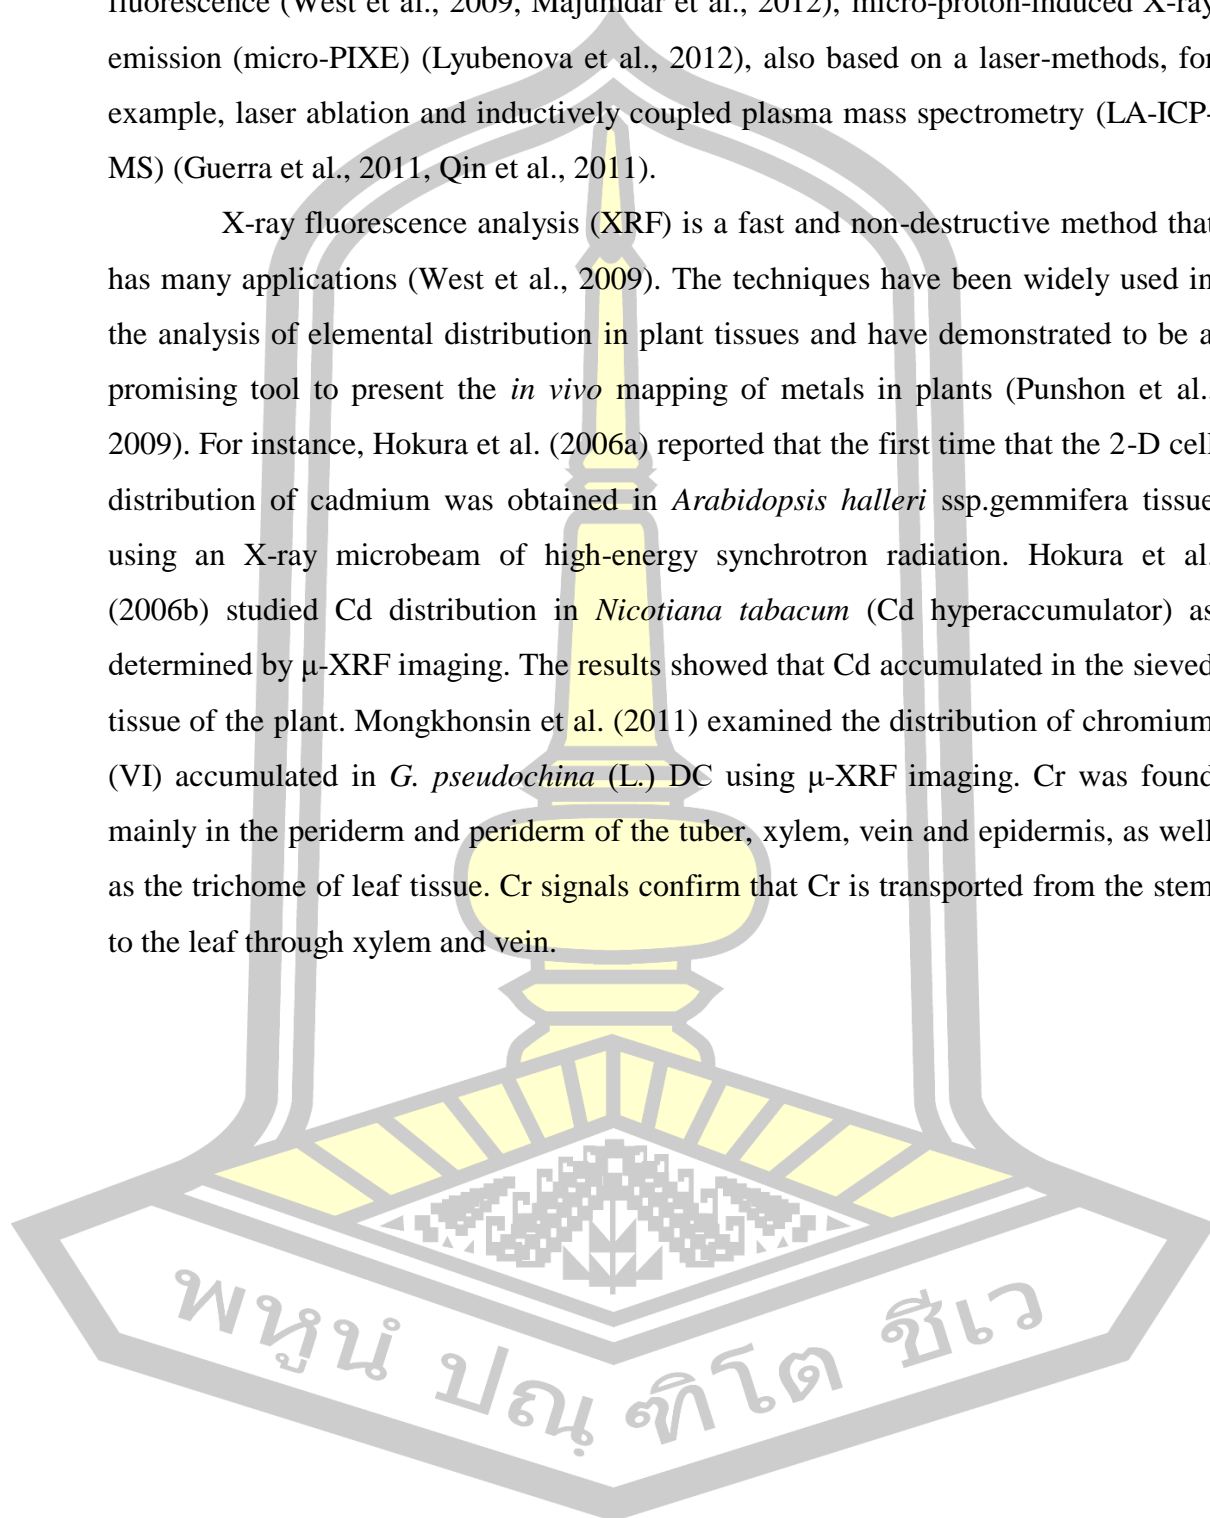 fluorescence (West et al., 2009, Majumdar et al., 2012), micro-proton-induced X-ray
emission (micro-PIXE) (Lyubenova et al., 2012), also based on a laser-methods, for
example, laser ablation and inductively coupled plasma mass spectrometry (LA-ICP-
MS) (Guerra et al., 2011, Qin et al., 2011).
X-ray fluorescence analysis (XRF) is a fast and non-destructive method that
has many applications (West et al., 2009). The techniques have been widely used in
the analysis of elemental distribution in plant tissues and have demonstrated to be a
promising tool to present the in vivo mapping of metals in plants (Punshon et al.,
2009). For instance, Hokura et al. (2006a) reported that the first time that the 2-D cell
distribution of cadmium was obtained in Arabidopsis halleri ssp.gemmifera tissue
using an X-ray microbeam of high-energy synchrotron radiation. Hokura et al.
(2006b) studied Cd distribution in Nicotiana tabacum (Cd hyperaccumulator) as
determined by μ-XRF imaging. The results showed that Cd accumulated in the sieved
tissue of the plant. Mongkhonsin et al. (2011) examined the distribution of chromium
(VI) accumulated in G. pseudochina (L.) DC using μ-XRF imaging. Cr was found
mainly in the periderm and periderm of the tuber, xylem, vein and epidermis, as well
as the trichome of leaf tissue. Cr signals confirm that Cr is transported from the stem
to the leaf through xylem and vein.
พหูนํ ปณฺฑิโต ชีเว